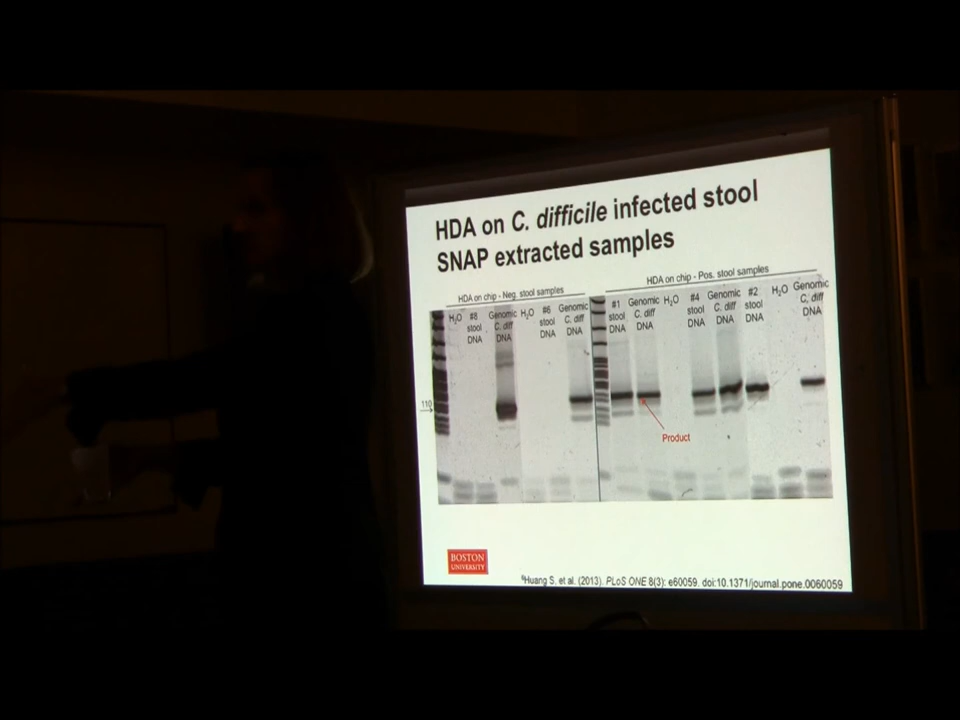 HDA on C. difficile infected stool
SNAP extracted samples
HDA on chip - Neg. stool samples
HDA on chip - Pos. stool samples
H₂O
#8
stool
DNA
Genomic
C. diff
DNA
H₂O
#6
stool
DNA
Genomic
C. diff
DNA
#1
stool
DNA
Genomic
C. diff
DNA
H₂O
#4
stool
DNA
Genomic
C. diff
DNA
#2
stool
DNA
H₂O
Genomic
C. diff
DNA
110
Product
BOSTON
UNIVERSITY
Huang S. et al. (2013). PLoS ONE 8(3): e60059. doi:10.1371/journal.pone.0060059